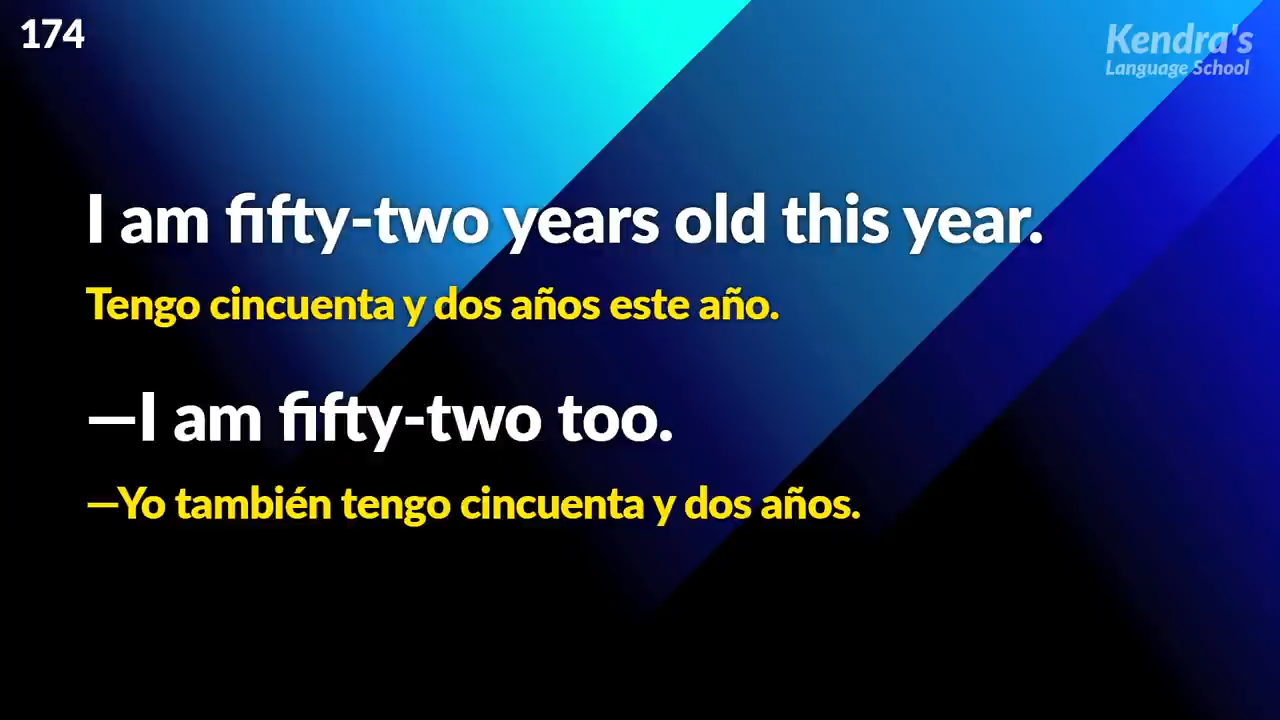 174
Kendra's
Language School
I am fifty-two years old this year.
Tengo cincuenta y dos años este año.
—I am fifty-two too.
—Yo también tengo cincuenta y dos años.